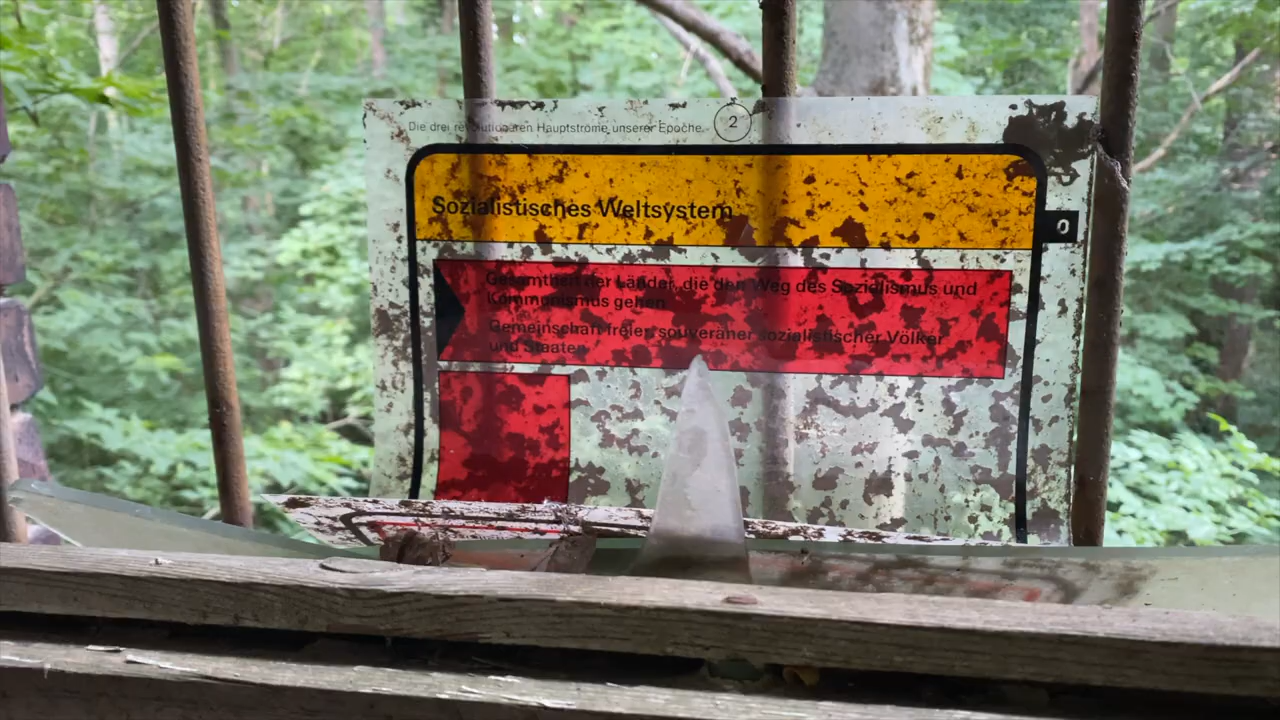 Die drei revolutionären Hauptströme unserer Epoche
2
Sozialistisches Weltsystem
0
Gesamtheit der Länder, die den Weg des Sozialismus und
Kommunismus gehen
Gemeinschaft freier, souveräner sozialistischer Völker
und Staaten